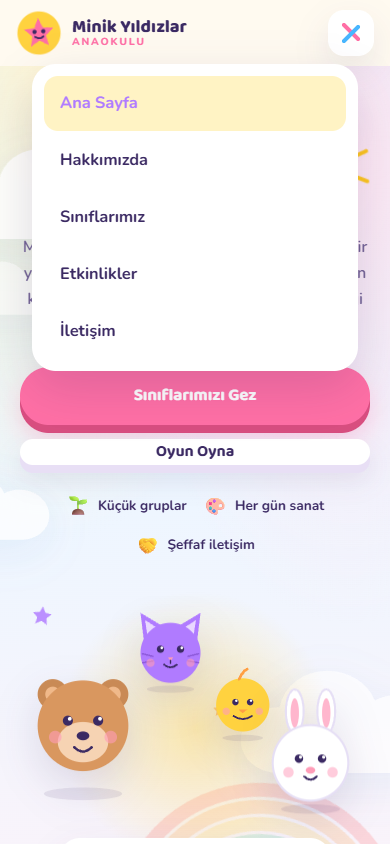 Minik Yıldızlar
ANAOKULU
Ana Sayfa
Hakkımızda
Sınıflarımız
Etkinlikler
İletişim
Sınıflarımızı Gez
Oyun Oyna
Küçük gruplar
Her gün sanat
Şeffaf iletişim